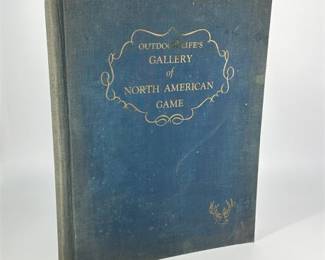 OUTDOOR LIFE'S
GALLERY
of
NORTH AMERICAN
GAME